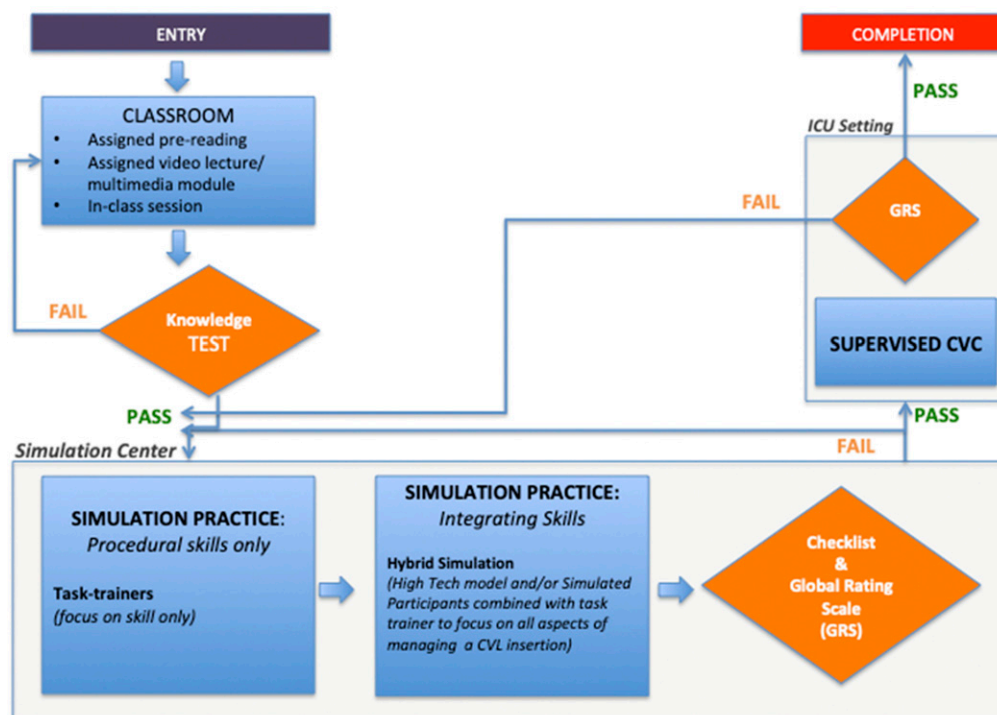 ENTRY
CLASSROOM
• Assigned pre-reading
• Assigned video lecture/
multimedia module
• In-class session
FAIL
Knowledge
TEST
PASS
COMPLETION
PASS
ICU Setting
FAIL
GRS
SUPERVISED CVC
PASS
FAIL
Simulation Center
SIMULATION PRACTICE:
Procedural skills only
Task-trainers
(focus on skill only)
SIMULATION PRACTICE:
Integrating Skills
Hybrid Simulation
(High Tech model and/or Simulated
Participants combined with task
trainer to focus on all aspects of
managing a CVL insertion)
Checklist
&
Global Rating
Scale
(GRS)